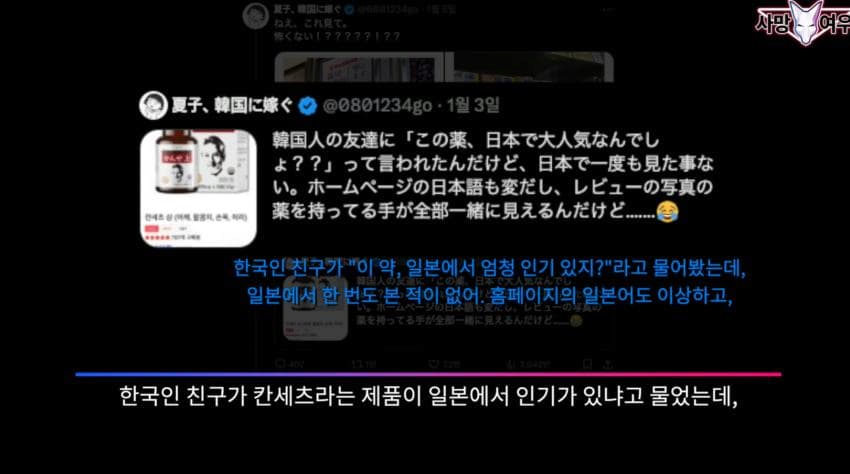 사망여우
夏子、韓国に嫁ぐ @0801234go · 1월 3일
ねえ、これ見て。
怖くない！？？？？？！？？
夏子、韓国に嫁ぐ @0801234go · 1월 3일
韓国人の友達に「この薬、日本で大人気なんでし
ょ？？」って言われたんだけど、日本で一度も見た事な
い。ホームページの日本語も変だし、レビューの写真の
薬を持ってる手が全部一緒に見えるんだけど.......😂
かんせ上
칸세츠 상 (어깨, 팔꿈치, 손목, 허리)
한국인 친구가 "이 약, 일본에서 엄청 인기 있지?"라고 물어봤는데,
일본에서 한 번도 본 적이 없어. 홈페이지의 일본어도 이상하고,
한국인 친구가 칸세츠라는 제품이 일본에서 인기가 있냐고 물었는데,